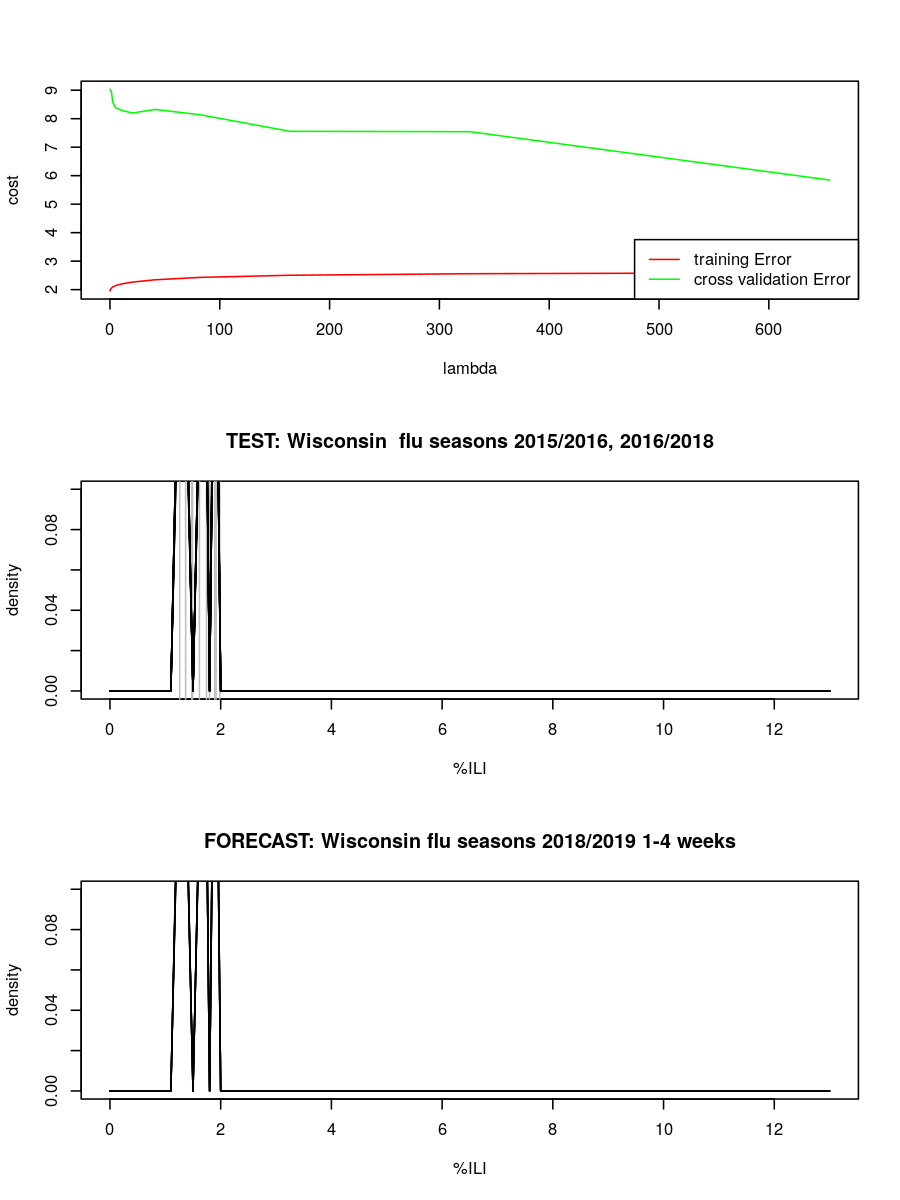 9
8
7
6
5
4
3
2
cost
training Error
cross validation Error
0 100 200 300 400 500 600
lambda
TEST: Wisconsin  flu seasons 2015/2016, 2016/2018
0.08
0.04
0.00
density
0 2 4 6 8 10 12
%ILI
FORECAST: Wisconsin flu seasons 2018/2019 1-4 weeks
0.08
0.04
0.00
density
0 2 4 6 8 10 12
%ILI